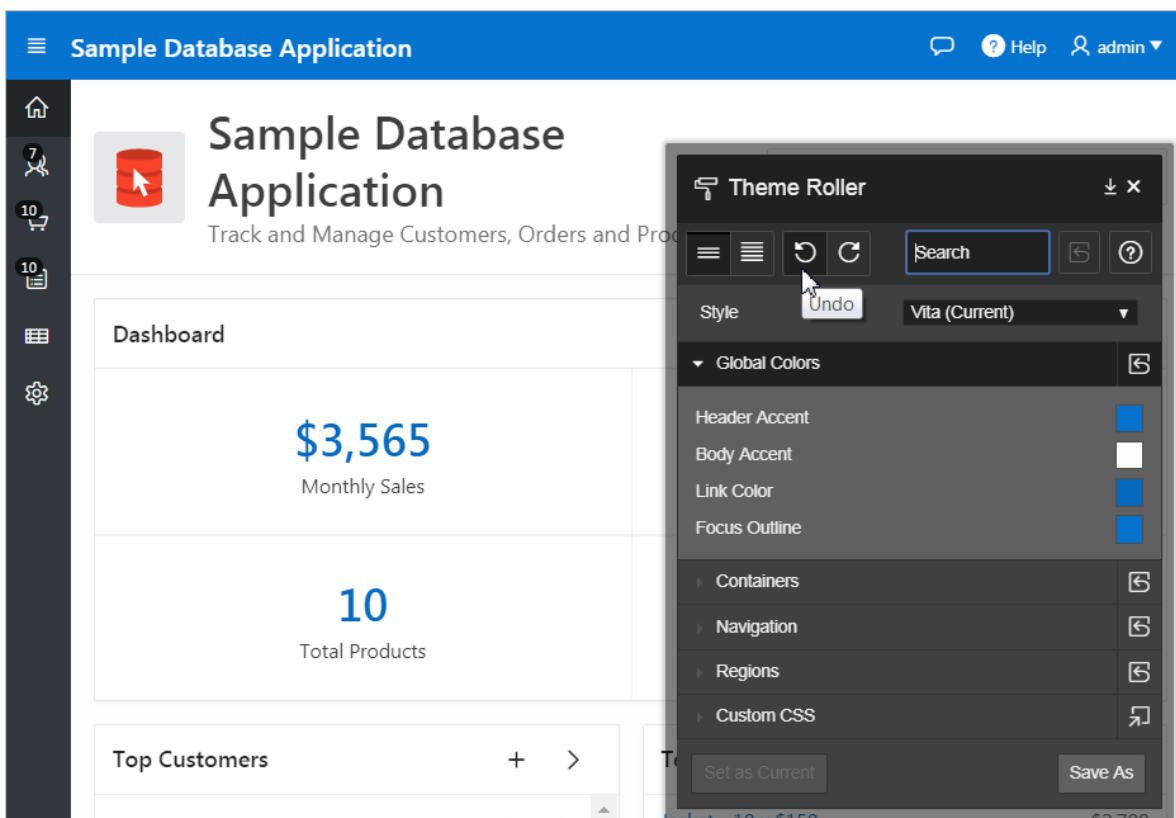 Sample Database Application
Help
admin
7
10
10
Sample Database
Application
Track and Manage Customers, Orders and
Dashboard
$3,565
Monthly Sales
10
Total Products
Top Customers
Theme Roller
Search
Undo
Style
Vita (Current)
Global Colors
Header Accent
Body Accent
Link Color
Focus Outline
Containers
Navigation
Regions
Custom CSS
Set as Current
Save As